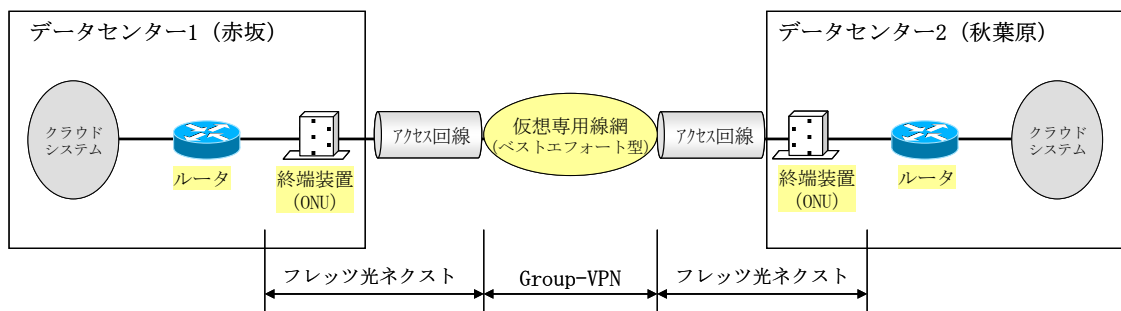 データセンター1（赤坂）
データセンター2（秋葉原）
クラウド
システム
ルータ
終端装置
(ONU)
アクセス回線
仮想専用線網
(ベストエフォート型)
アクセス回線
終端装置
(ONU)
ルータ
クラウド
システム
フレッツ光ネクスト
Group-VPN
フレッツ光ネクスト